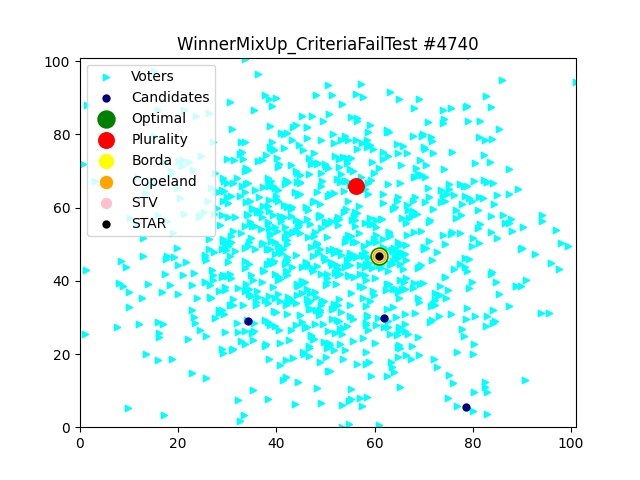 WinnerMixUp_CriteriaFailTest #4740
100
80
60
40
20
0
0
20
40
60
80
100
Voters
Candidates
Optimal
Plurality
Borda
Copeland
STV
STAR